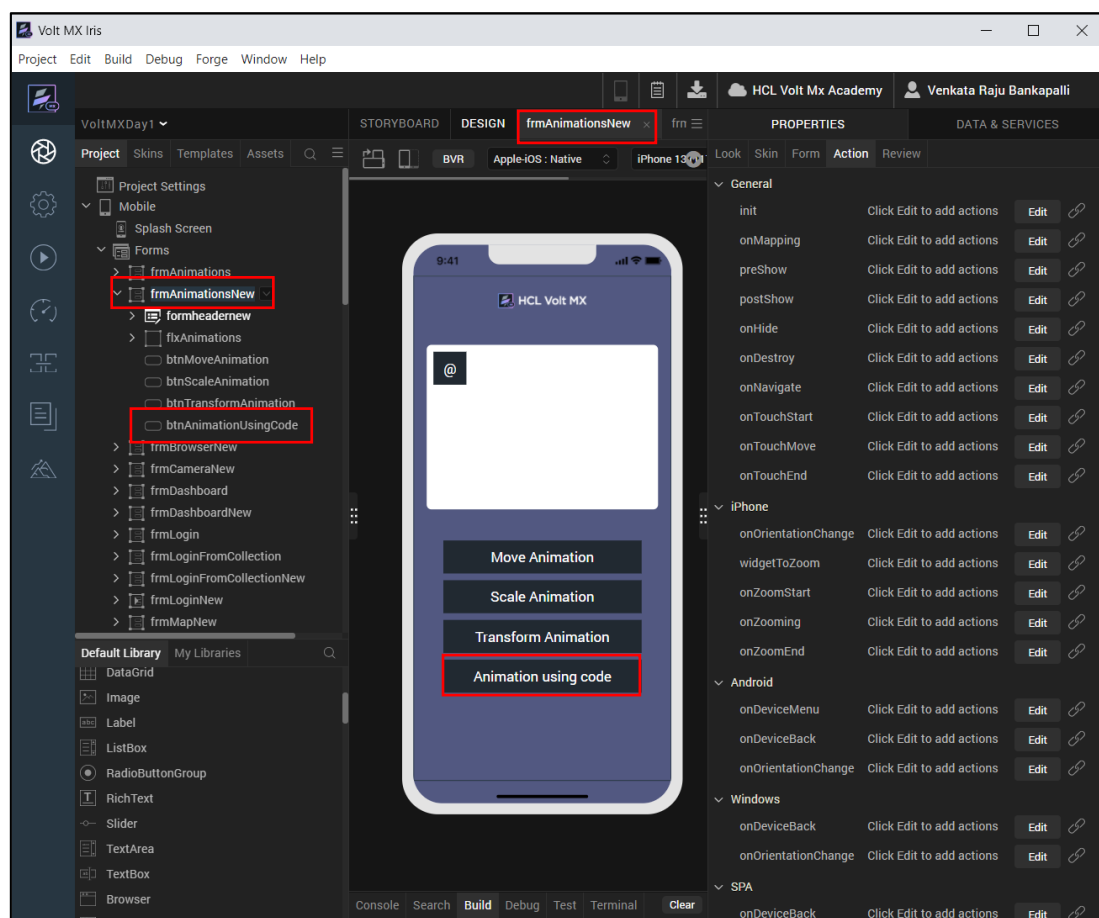 Volt MX Iris
Project Edit Build Debug Forge Window Help
HCL Volt Mx Academy Venkata Raju Bankapalli
VoltMXDay1
STORYBOARD DESIGN frmAnimationsNew × frn
PROPERTIES DATA & SERVICES
Project Skins Templates Assets
BVR Apple-iOS : Native iPhone 13
Look Skin Form Action Review
Project Settings
Mobile
Splash Screen
Forms
frmAnimations
frmAnimationsNew
formheadernew
flxAnimations
btnMoveAnimation
btnScaleAnimation
btnTransformAnimation
btnAnimationUsingCode
frmBrowserNew
frmCameraNew
frmDashboard
frmDashboardNew
frmLogin
frmLoginFromCollection
frmLoginFromCollectionNew
frmLoginNew
frmMapNew
Default Library My Libraries
DataGrid
Image
abc Label
ListBox
RadioButtonGroup
T RichText
Slider
TextArea
TextBox
Browser
9:41
HCL Volt MX
@
Move Animation
Scale Animation
Transform Animation
Animation using code
Console Search Build Debug Test Terminal Clear
General
init Click Edit to add actions Edit
onMapping Click Edit to add actions Edit
preShow Click Edit to add actions Edit
postShow Click Edit to add actions Edit
onHide Click Edit to add actions Edit
onDestroy Click Edit to add actions Edit
onNavigate Click Edit to add actions Edit
onTouchStart Click Edit to add actions Edit
onTouchMove Click Edit to add actions Edit
onTouchEnd Click Edit to add actions Edit
iPhone
onOrientationChange Click Edit to add actions Edit
widgetToZoom Click Edit to add actions Edit
onZoomStart Click Edit to add actions Edit
onZooming Click Edit to add actions Edit
onZoomEnd Click Edit to add actions Edit
Android
onDeviceMenu Click Edit to add actions Edit
onDeviceBack Click Edit to add actions Edit
onOrientationChange Click Edit to add actions Edit
Windows
onDeviceBack Click Edit to add actions Edit
onOrientationChange Click Edit to add actions Edit
SPA
onDeviceBack Click Edit to add actions Edit